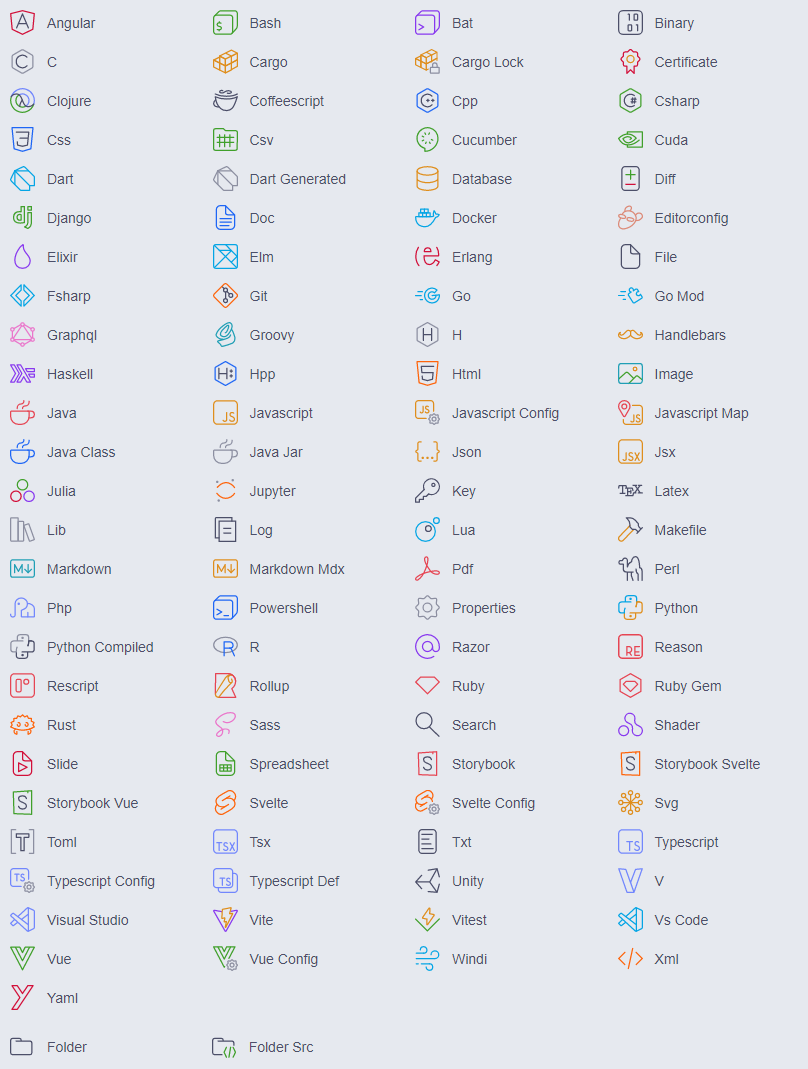 Angular Bash Bat Binary
C Cargo Cargo Lock Certificate
Clojure Coffeescript Cpp Csharp
Css Csv Cucumber Cuda
Dart Dart Generated Database Diff
Django Doc Docker Editorconfig
Elixir Elm Erlang File
Fsharp Git Go Go Mod
Graphql Groovy H Handlebars
Haskell Hpp Html Image
Java Javascript Javascript Config Javascript Map
Java Class Java Jar Json Jsx
Julia Jupyter Key Latex
Lib Log Lua Makefile
Markdown Markdown Mdx Pdf Perl
Php Powershell Properties Python
Python Compiled R Razor Reason
Rescript Rollup Ruby Ruby Gem
Rust Sass Search Shader
Slide Spreadsheet Storybook Storybook Svelte
Storybook Vue Svelte Svelte Config Svg
Toml Tsx Txt Typescript
Typescript Config Typescript Def Unity V
Visual Studio Vite Vitest Vs Code
Vue Vue Config Windi Xml
Yaml
Folder Folder Src